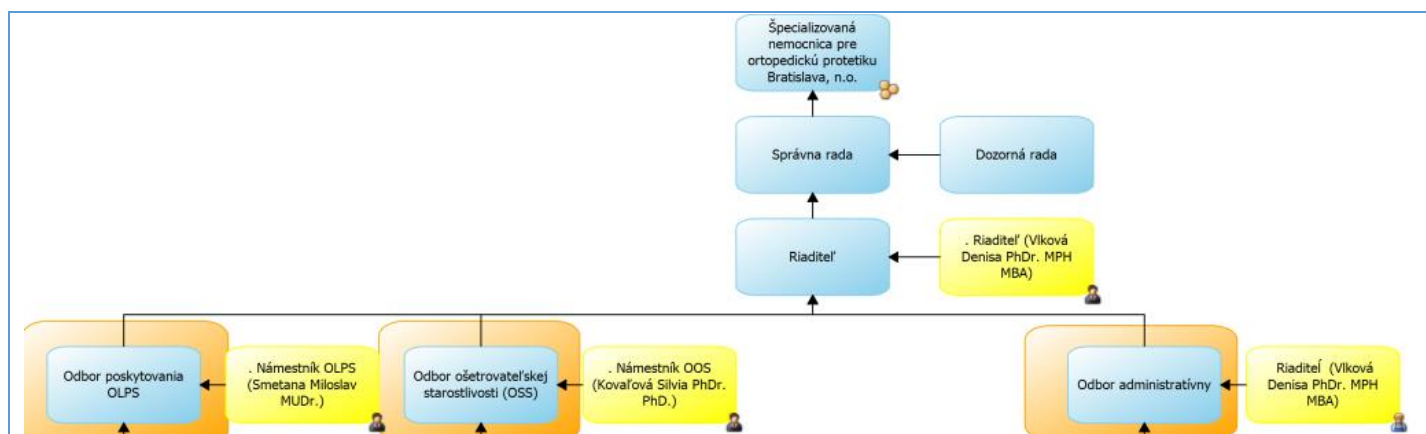 Špecializovaná
nemocnica pre
ortopedickú protetiku
Bratislava, n.o.
Správna rada
Dozorná rada
Riaditeľ
. Riaditeľ (Vlková
Denisa PhDr. MPH
MBA)
Odbor poskytovania
OLPS
. Námestník OLPS
(Smetana Miloslav
MUDr.)
Odbor ošetrovateľskej
starostlivosti (OSS)
. Námestník OOS
(Kovaľová Silvia PhDr.
PhD.)
Odbor administratívny
Riaditeĺ (Vlková
Denisa PhDr. MPH
MBA)